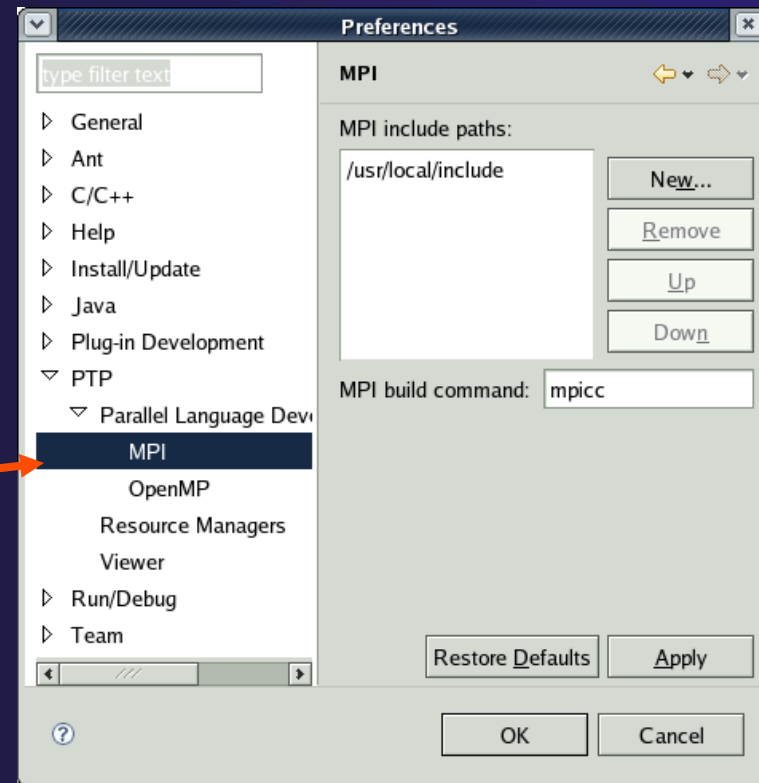 Preferences
type filter text
General
Ant
C/C++
Help
Install/Update
Java
Plug-in Development
PTP
Parallel Language Deve
MPI
OpenMP
Resource Managers
Viewer
Run/Debug
Team
MPI
MPI include paths:
/usr/local/include
New...
Remove
Up
Down
MPI build command: mpicc
Restore Defaults Apply
? OK Cancel